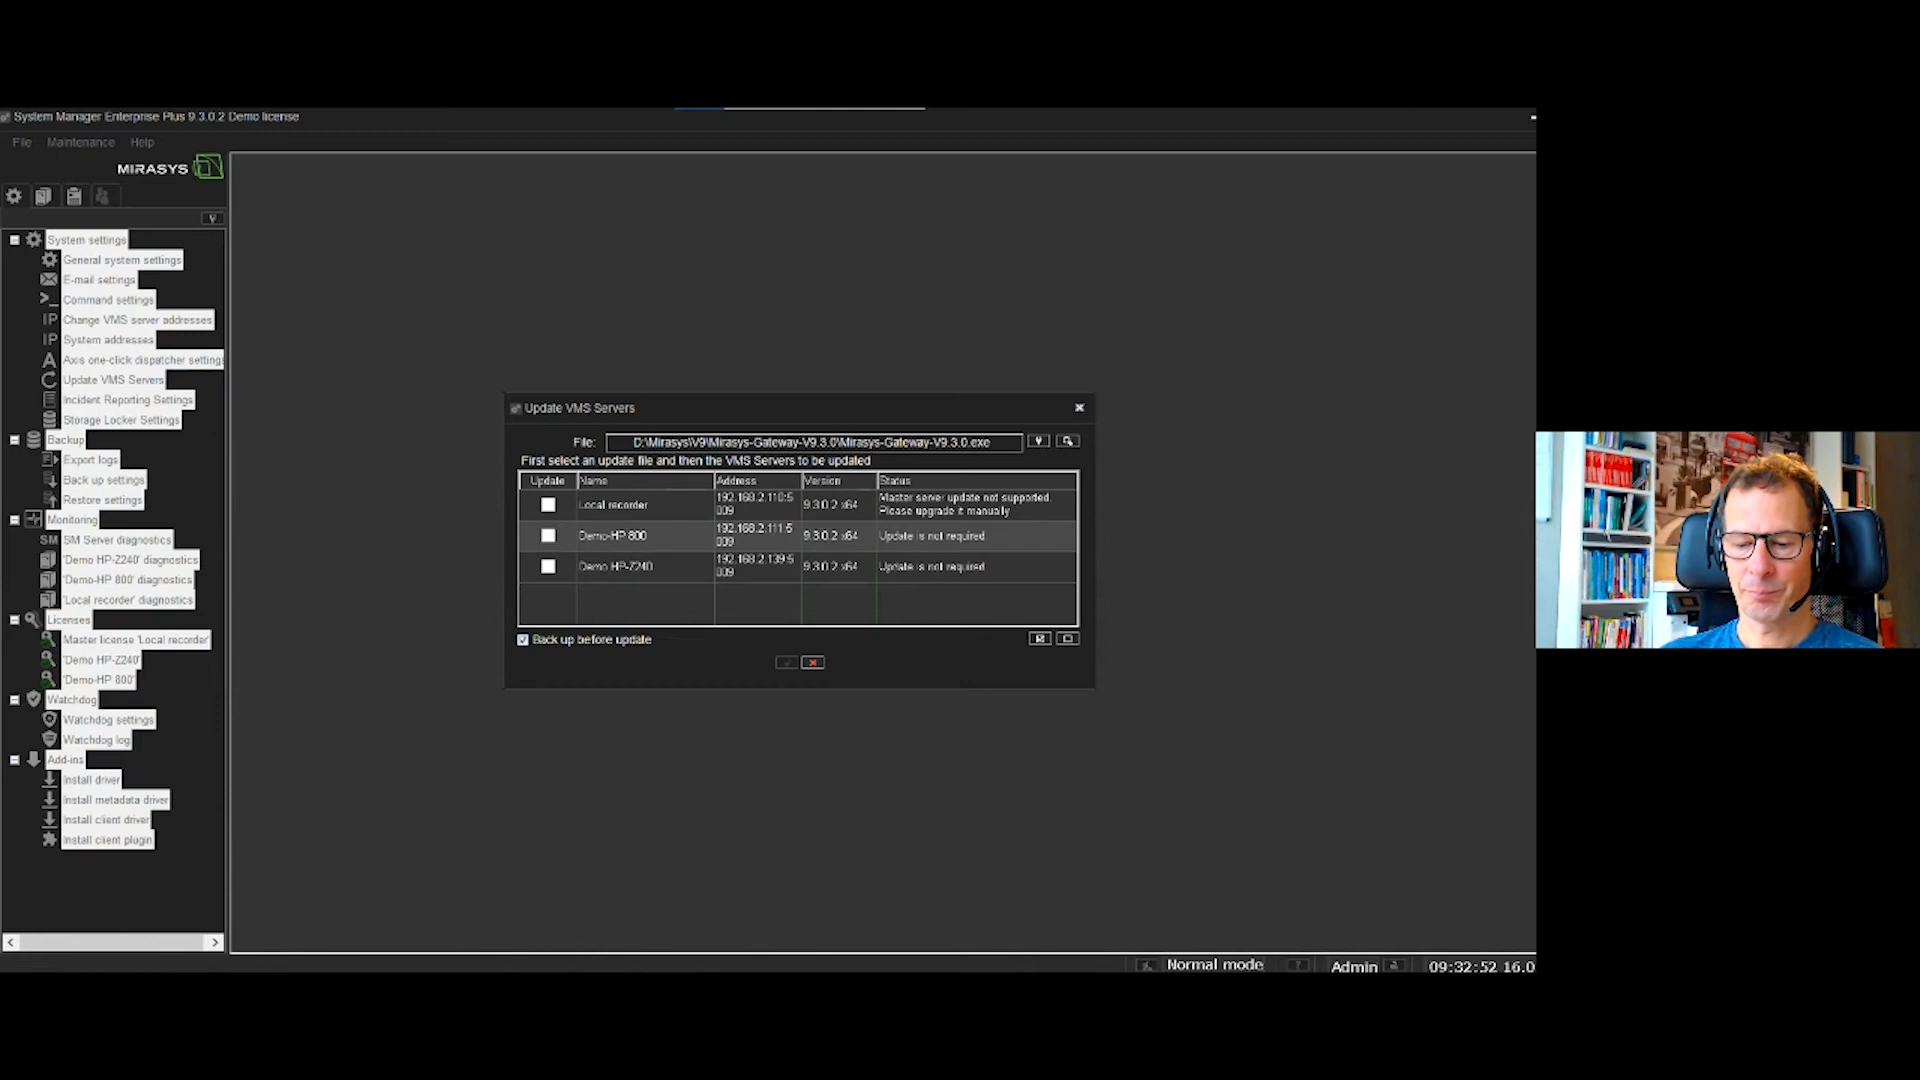 System Manager Enterprise Plus 9.3.0.2 Demo license
File Maintenance Help
MIRASYS
System settings
General system settings
E-mail settings
Command settings
IP Change VMS server addresses
IP System addresses
A Axis one-click dispatcher settings
Update VMS Servers
Incident Reporting Settings
Storage Locker Settings
Backup
Export logs
Back up settings
Restore settings
Monitoring
SM SM Server diagnostics
'Demo HP-Z240' diagnostics
'Demo-HP 800' diagnostics
'Local recorder' diagnostics
Licenses
Master license 'Local recorder'
'Demo HP-Z240'
'Demo-HP 800'
Watchdog
Watchdog settings
Watchdog log
Add-ins
Install driver
Install metadata driver
Install client driver
Install client plugin
Update VMS Servers
File: D:\Mirasys\V9\Mirasys-Gateway-V9.3.0\Mirasys-Gateway-V9.3.0.exe
First select an update file and then the VMS Servers to be updated
Update Name Address Version Status
Local recorder 192.168.2.110:5009 9.3.0.2 x64 Master server update not supported. Please upgrade it manually
Demo-HP 800 192.168.2.111:5009 9.3.0.2 x64 Update is not required
Demo HP-Z240 192.168.2.139:5009 9.3.0.2 x64 Update is not required
Back up before update
Normal mode Admin 09:32:52 16.0